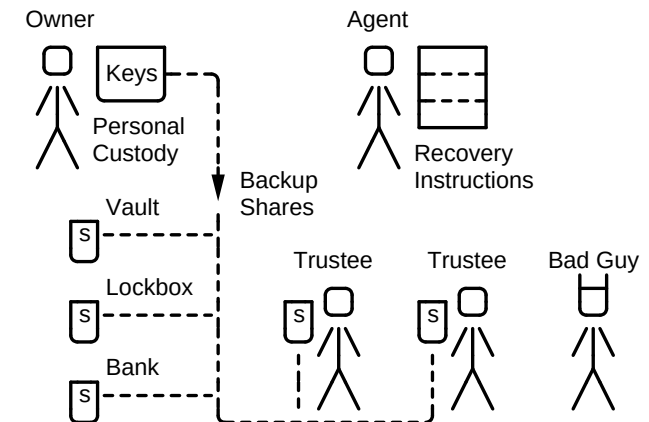 Owner
Agent
Keys
Personal
Custody
Recovery
Instructions
Backup
Shares
Vault
s
Trustee
Trustee
Bad Guy
Lockbox
s
s
s
Bank
s